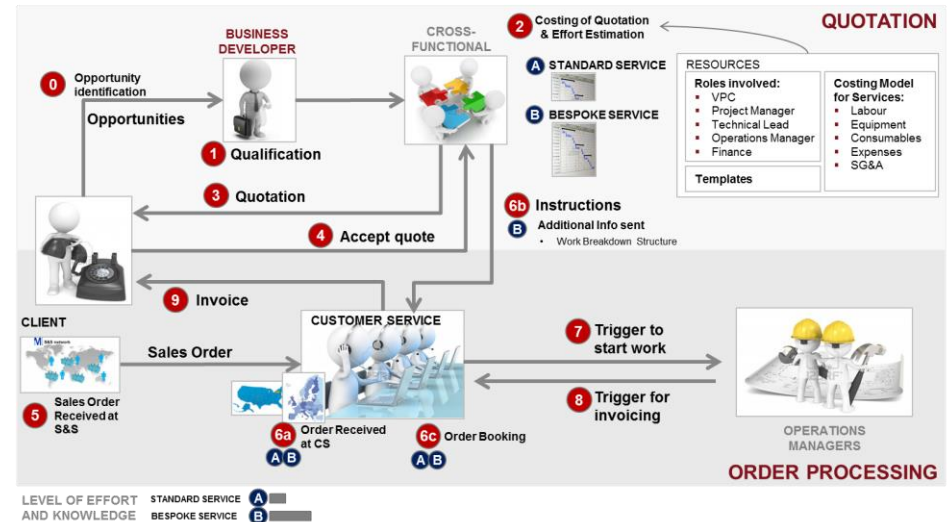 QUOTATION
BUSINESS
DEVELOPER
CROSS-
FUNCTIONAL
2 Costing of Quotation
& Effort Estimation
0 Opportunity
identification
Opportunities
A STANDARD SERVICE
B BESPOKE SERVICE
RESOURCES
Roles involved:
▪ VPC
▪ Project Manager
▪ Technical Lead
▪ Operations Manager
▪ Finance
Costing Model
for Services:
▪ Labour
▪ Equipment
▪ Consumables
▪ Expenses
▪ SG&A
Templates
1 Qualification
3 Quotation
4 Accept quote
6b Instructions
B Additional Info sent
• Work Breakdown Structure
9 Invoice
CLIENT
M S&S network
CUSTOMER SERVICE
Sales Order
5 Sales Order
Received at
S&S
6a Order Received
at CS
A B
6c Order Booking
A B
7 Trigger to
start work
8 Trigger for
invoicing
OPERATIONS
MANAGERS
ORDER PROCESSING
LEVEL OF EFFORT
AND KNOWLEDGE
STANDARD SERVICE A
BESPOKE SERVICE B